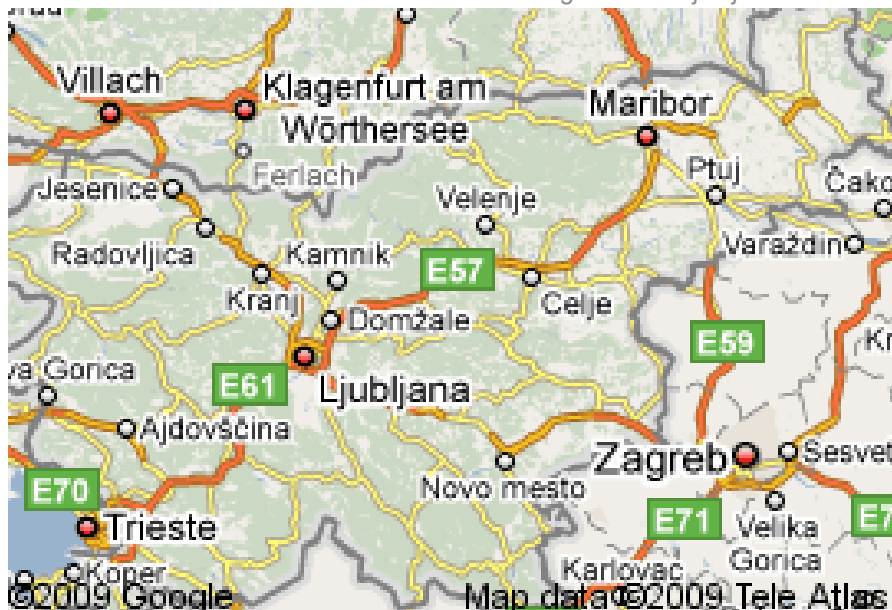 Villach
Klagenfurt am
Wörthersee
Maribor
Ferlach
Jesenice
Ptuj
Čako
Velenje
Radovljica
Kamnik
Varaždin
E57
Kranj
Celje
Domžale
E59
Kr
va Gorica
E61
Ljubljana
Ajdovščina
Zagreb
Sesvet
E70
Novo mesto
Trieste
E71
Velika
Gorica
E7
Karlovac
Koper
©2009 Google
Map data ©2009 Tele Atlas